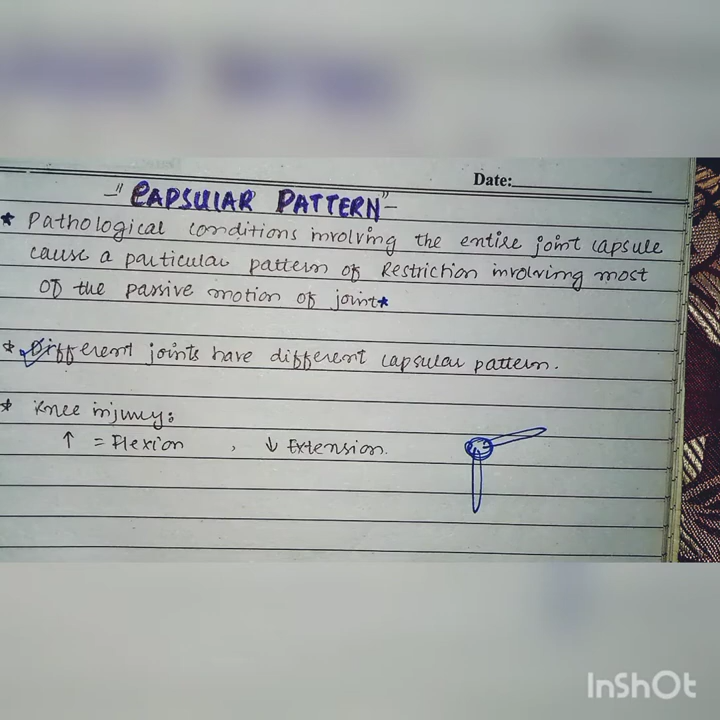 Date:
-"CAPSULAR PATTERN"-
* Pathological conditions involving the entire joint capsule
cause a particular pattern of Restriction involving most
of the passive motion of joint*
* Different joints have different capsular pattern.
* Knee injury:
↑ = Flexion , ↓ Extension.
InShOt